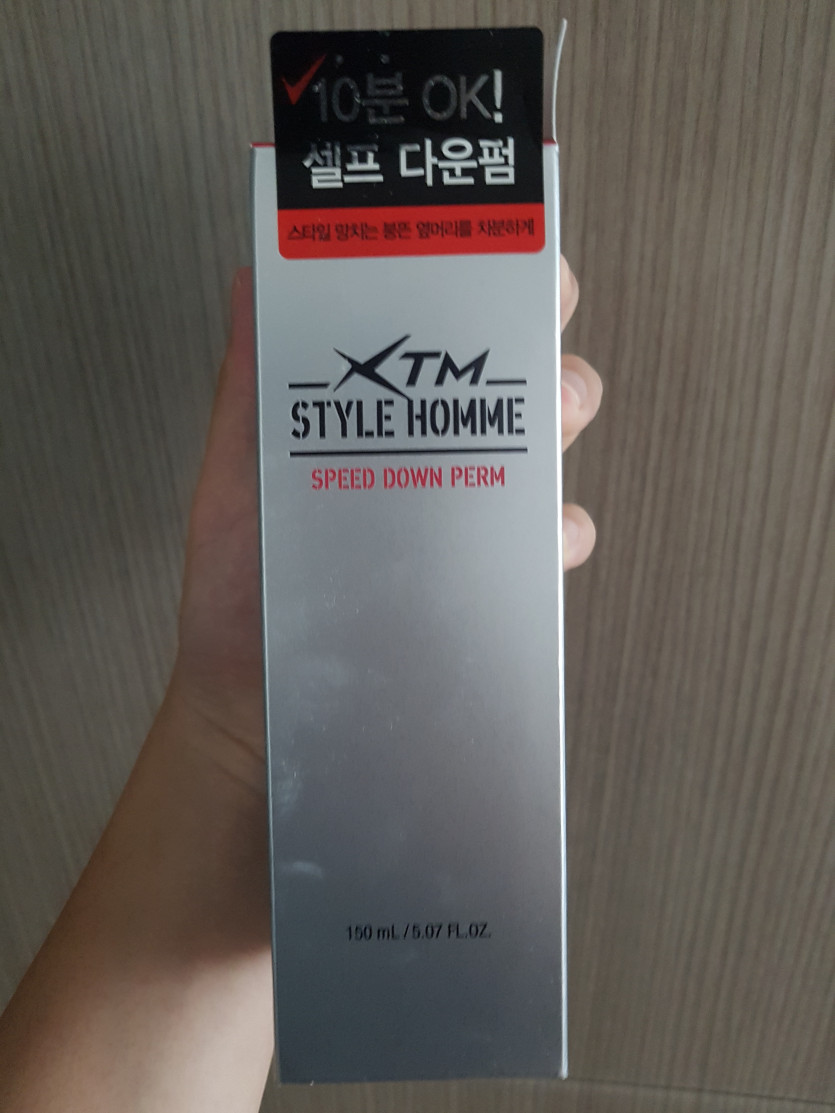 10분 OK!
셀프 다운펌
스타일 망치는 붕뜬 옆머리를 차분하게
XTM
STYLE HOMME
SPEED DOWN PERM
150 mL / 5.07 FL.OZ.